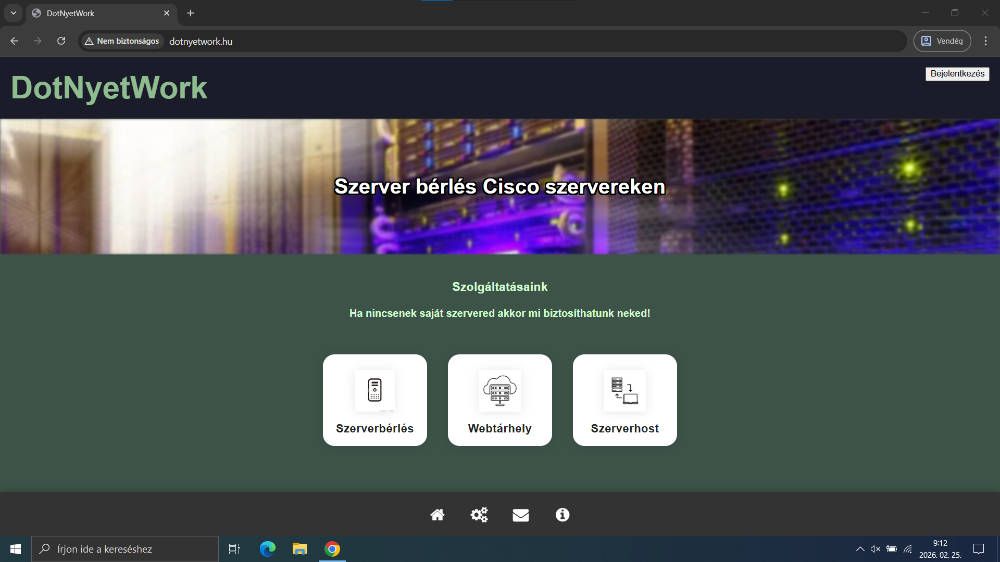 DotNyetWork
Nem biztonságos
dotnyetwork.hu
Vendég
DotNyetWork
Bejelentkezés
Szerver bérlés Cisco szervereken
Szolgáltatásaink
Ha nincsenek saját szervered akkor mi biztosíthatunk neked!
Szerverbérlés
Webtárhely
Szerverhost
Írjon ide a kereséshez
9:12
2026. 02. 25.